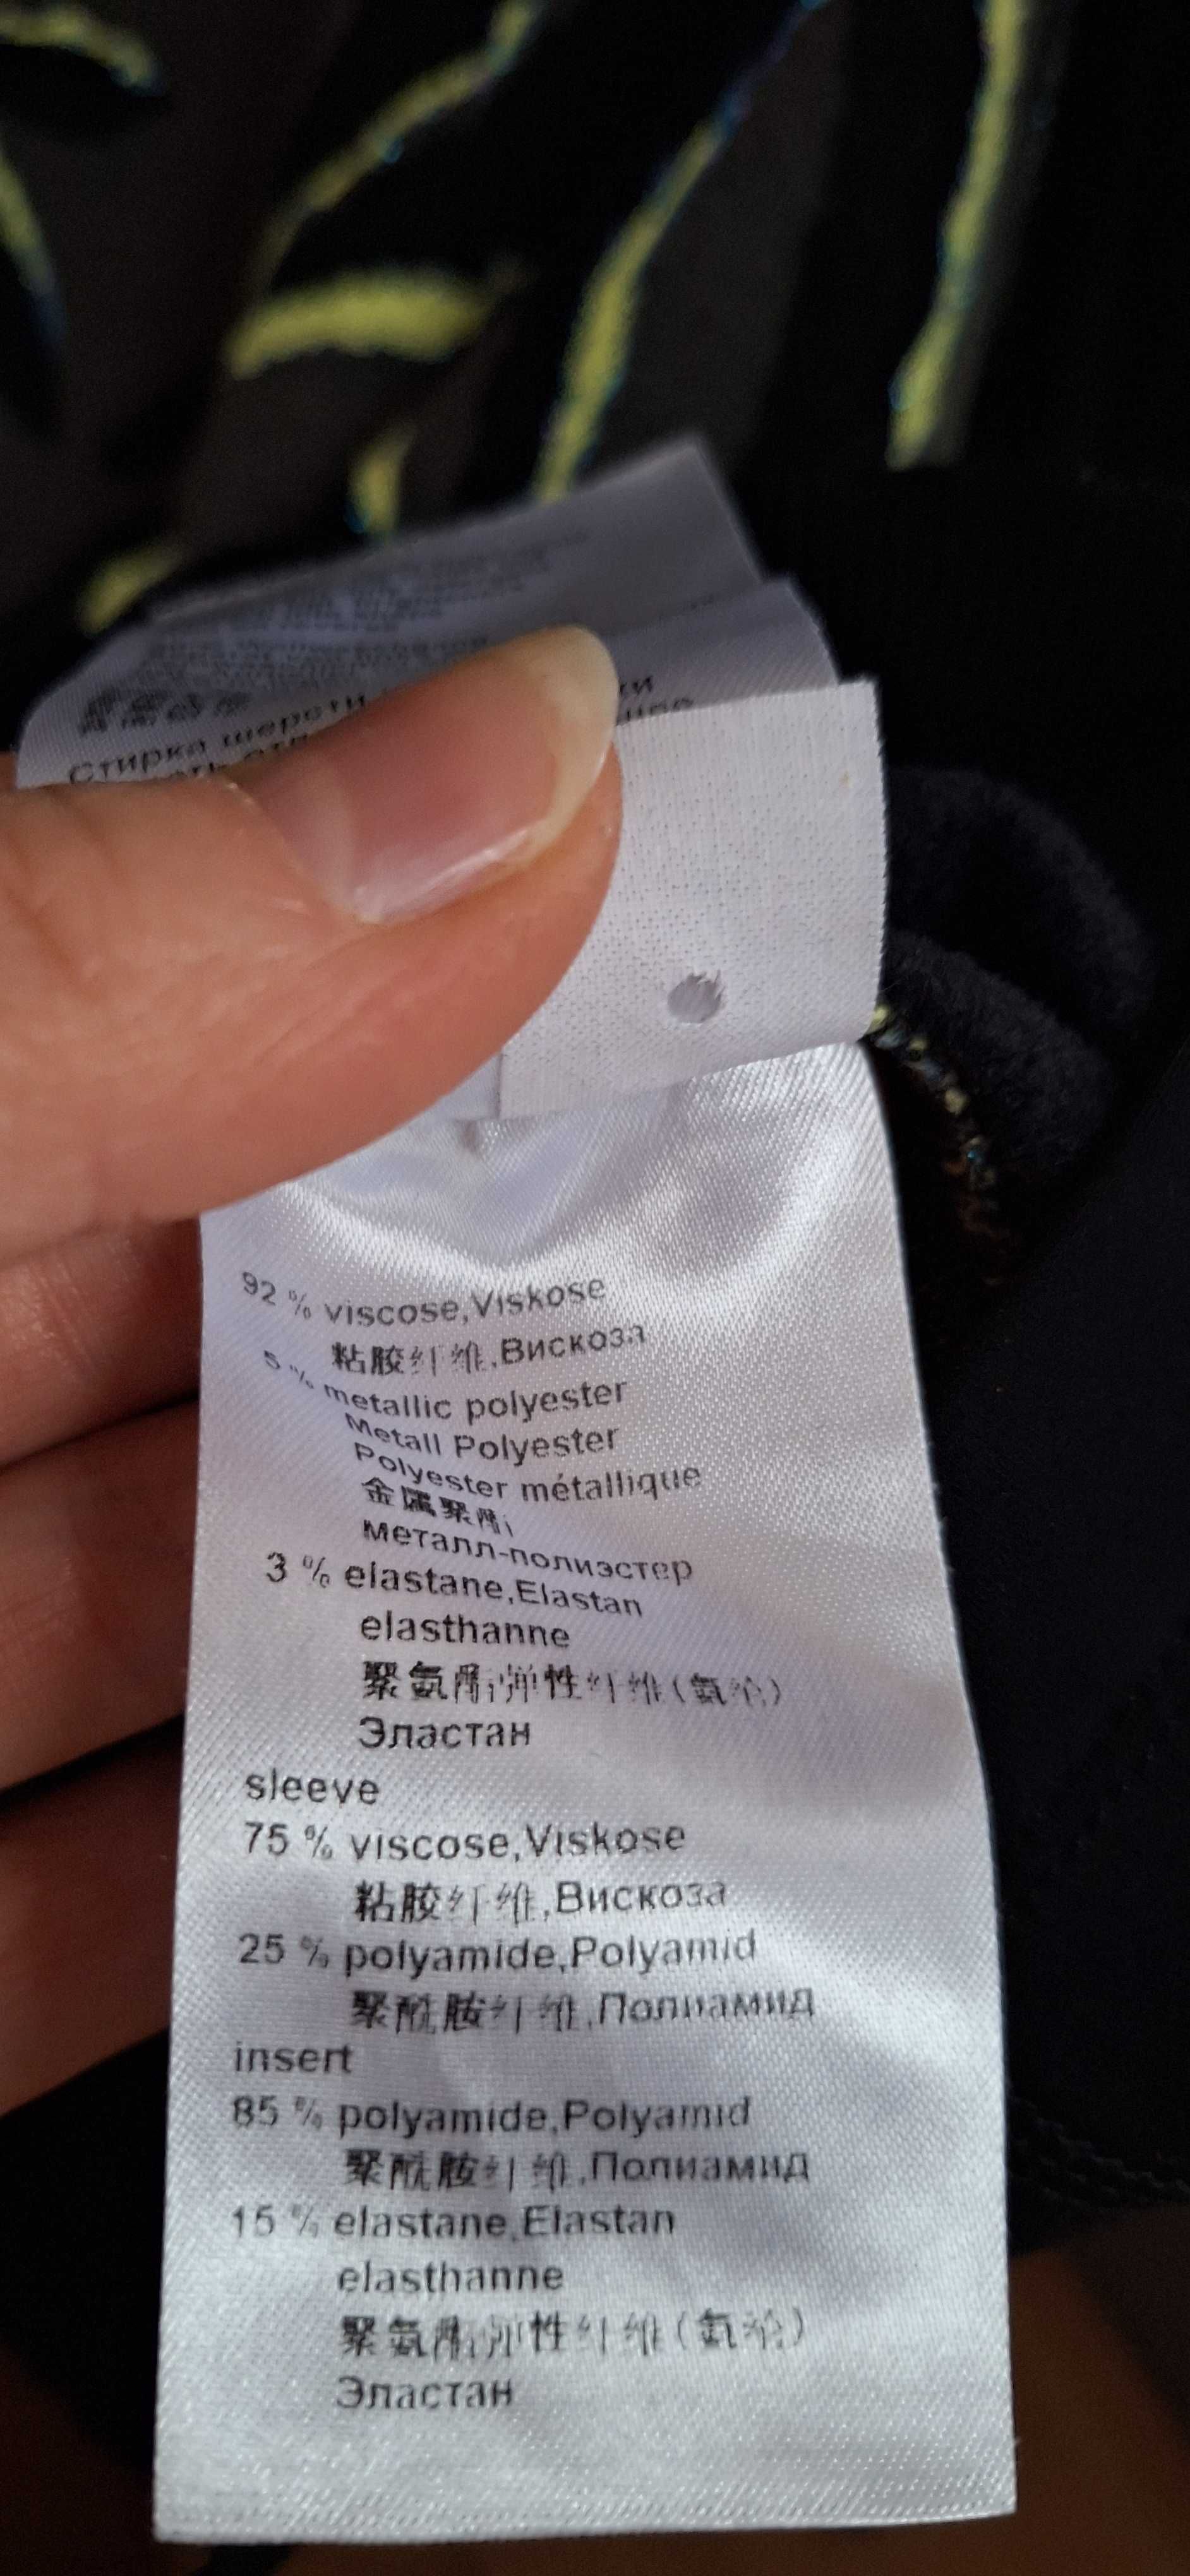 Стирка шерсти
92 % viscose,Viskose
粘胶纤维,Вискоза
5 % metallic polyester
Metall Polyester
Polyester métallique
金属聚酯
металл-полиэстер
3 % elastane,Elastan
elasthanne
聚氨酯弹性纤维(氨纶)
Эластан
sleeve
75 % viscose,Viskose
粘胶纤维,Вискоза
25 % polyamide,Polyamid
聚酰胺纤维,Полиамид
insert
85 % polyamide,Polyamid
聚酰胺纤维,Полиамид
15 % elastane,Elastan
elasthanne
聚氨酯弹性纤维(氨纶)
Эластан